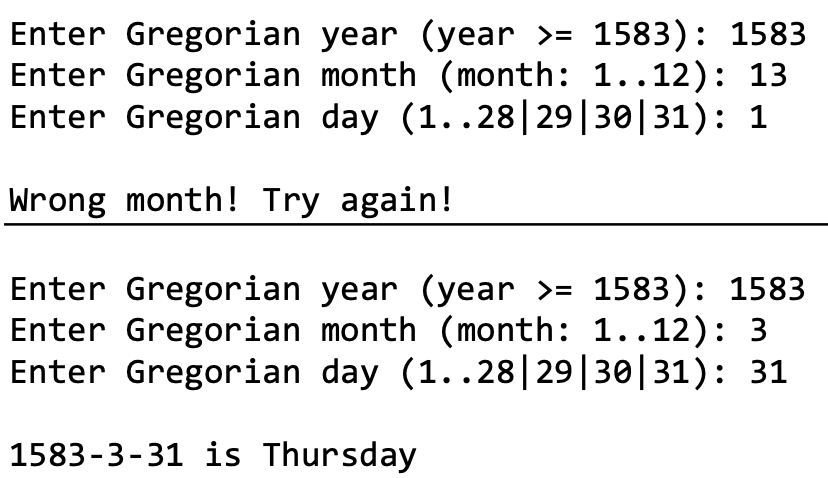 Enter Gregorian year (year >= 1583): 1583
Enter Gregorian month (month: 1..12): 13
Enter Gregorian day (1..28|29|30|31): 1
Wrong month! Try again!
Enter Gregorian year (year >= 1583): 1583
Enter Gregorian month (month: 1..12): 3
Enter Gregorian day (1..28|29|30|31): 31
1583-3-31 is Thursday